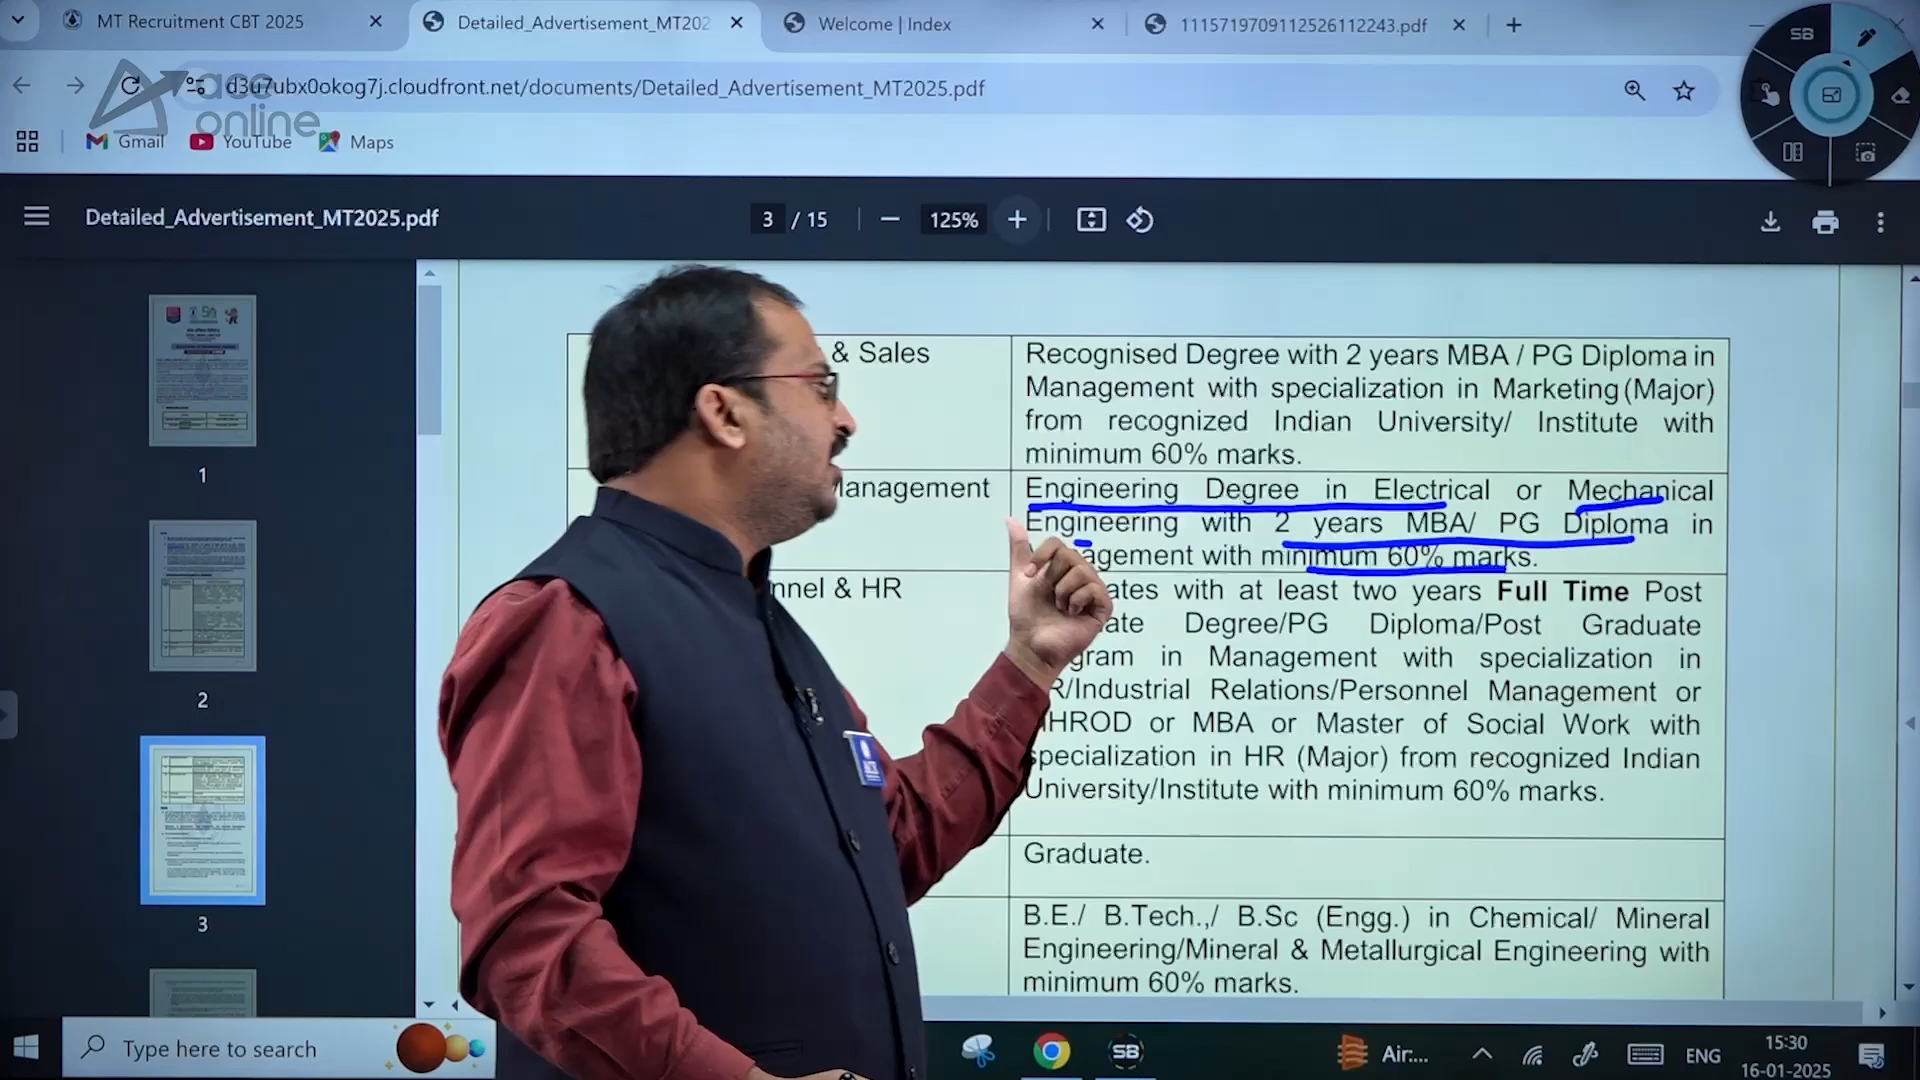 MT Recruitment CBT 2025
Detailed_Advertisement_MT202
Welcome | Index
1115719709112526112243.pdf
SB
d3u7ubx0okog7j.cloudfront.net/documents/Detailed_Advertisement_MT2025.pdf
ace
online
Gmail
YouTube
Maps
Detailed_Advertisement_MT2025.pdf
3 / 15
125%
& Sales
Recognised Degree with 2 years MBA / PG Diploma in
Management with specialization in Marketing (Major)
from recognized Indian University/ Institute with
minimum 60% marks.
Management
Engineering Degree in Electrical or Mechanical
Engineering with 2 years MBA/ PG Diploma in
agement with minimum 60% marks.
nnel & HR
ates with at least two years Full Time Post
ate Degree/PG Diploma/Post Graduate
gram in Management with specialization in
R/Industrial Relations/Personnel Management or
HROD or MBA or Master of Social Work with
specialization in HR (Major) from recognized Indian
University/Institute with minimum 60% marks.
Graduate.
B.E./ B.Tech.,/ B.Sc (Engg.) in Chemical/ Mineral
Engineering/Mineral & Metallurgical Engineering with
minimum 60% marks.
1
2
3
Type here to search
SB
Air:...
ENG
15:30
16-01-2025